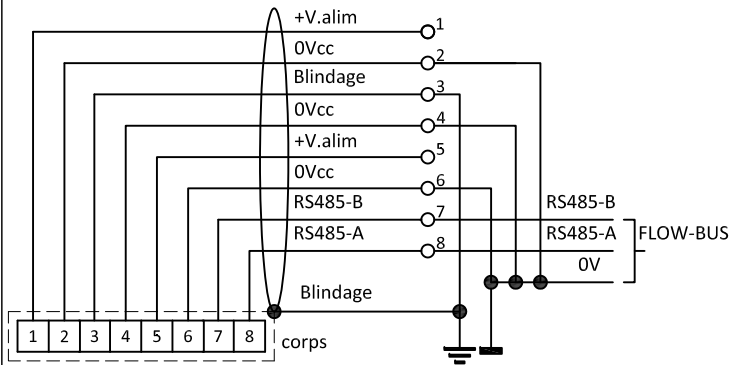 +V.alim 1
0Vcc 2
Blindage 3
0Vcc 4
+V.alim 5
0Vcc 6
RS485-B 7 RS485-B
RS485-A 8 RS485-A FLOW-BUS
0V
Blindage
1 2 3 4 5 6 7 8 corps